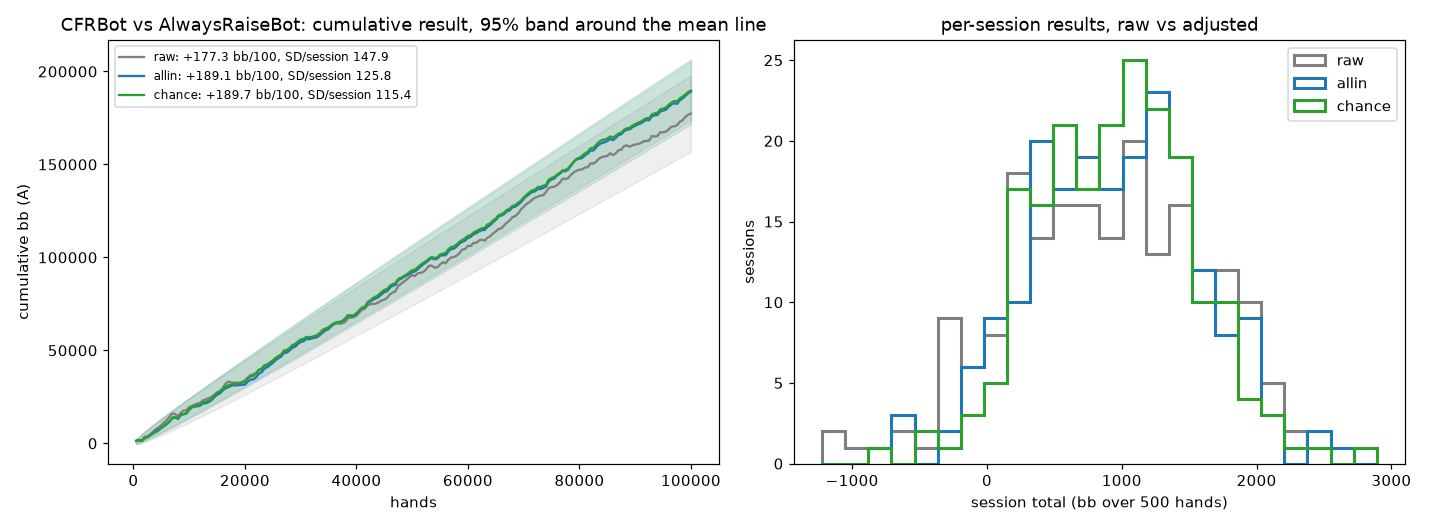 CFRBot vs AlwaysRaiseBot: cumulative result, 95% band around the mean line
raw: +177.3 bb/100, SD/session 147.9
allin: +189.1 bb/100, SD/session 125.8
chance: +189.7 bb/100, SD/session 115.4
cumulative bb (A)
200000
150000
100000
50000
0
0
20000
40000
60000
80000
100000
hands
per-session results, raw vs adjusted
raw
allin
chance
sessions
25
20
15
10
5
0
−1000
0
1000
2000
3000
session total (bb over 500 hands)